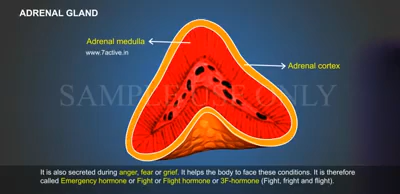 ADRENAL GLAND
Adrenal medulla
www.7active.in
Adrenal cortex
SAMPLE USE ONLY
It is also secreted during anger, fear or grief. It helps the body to face these conditions. It is therefore
called Emergency hormone or Fight or Flight hormone or 3F-hormone (Fight, fright and flight).